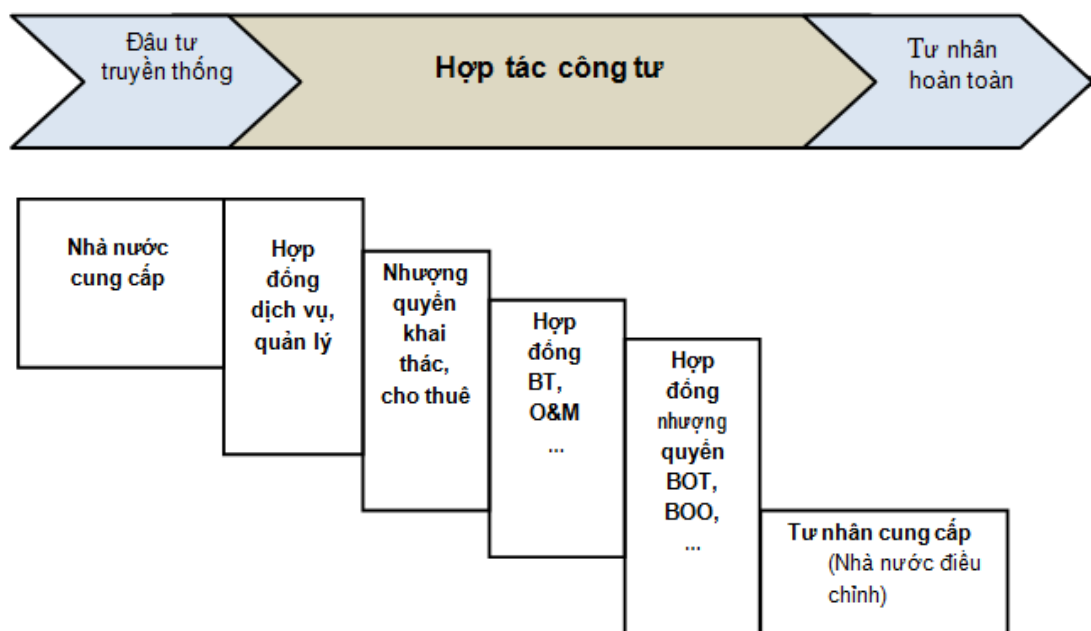 Đâu tư
truyền thống
Hợp tác công tư
Tư nhân
hoàn toàn
Nhà nước
cung cấp
Hợp
đồng
dịch vụ,
quản lý
Nhượng
quyền
khai
thác,
cho thuê
Hợp
đồng
BT,
O&M
...
Hợp
đồng
nhượng
quyền
BOT,
BOO,
...
Tư nhân cung cấp
(Nhà nước điều
chỉnh)